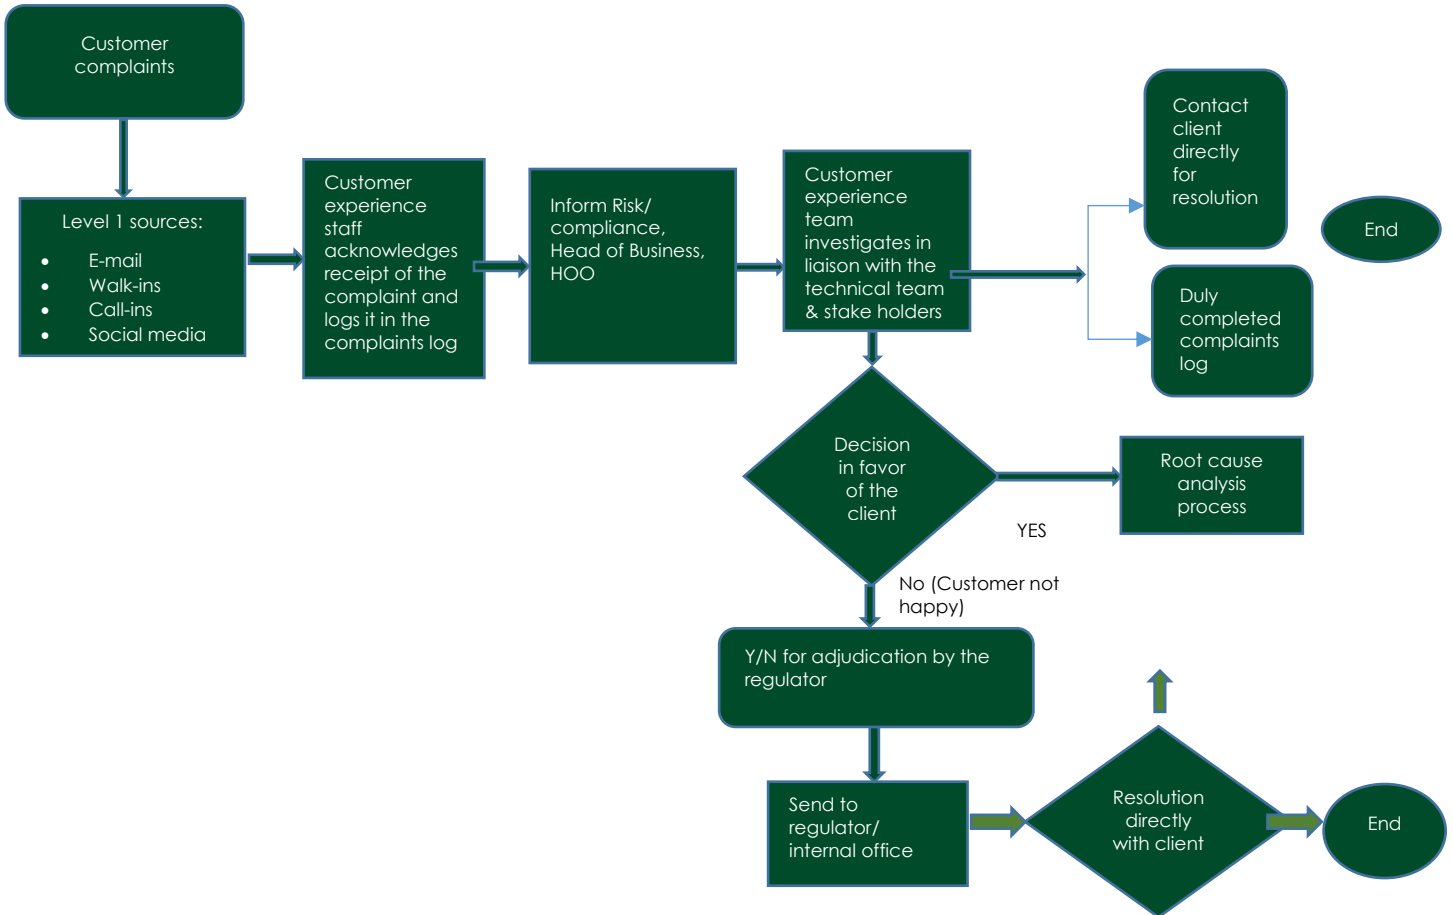 Customer
complaints
Level 1 sources:
• E-mail
• Walk-ins
• Call-ins
• Social media
Customer
experience
staff
acknowledges
receipt of the
complaint and
logs it in the
complaints log
Inform Risk/
compliance,
Head of Business,
HOO
Customer
experience
team
investigates in
liaison with the
technical team
& stake holders
Contact
client
directly
for
resolution
End
Duly
completed
complaints
log
Decision
in favor
of the
client
YES
Root cause
analysis
process
No (Customer not
happy)
Y/N for adjudication by the
regulator
Send to
regulator/
internal office
Resolution
directly
with client
End